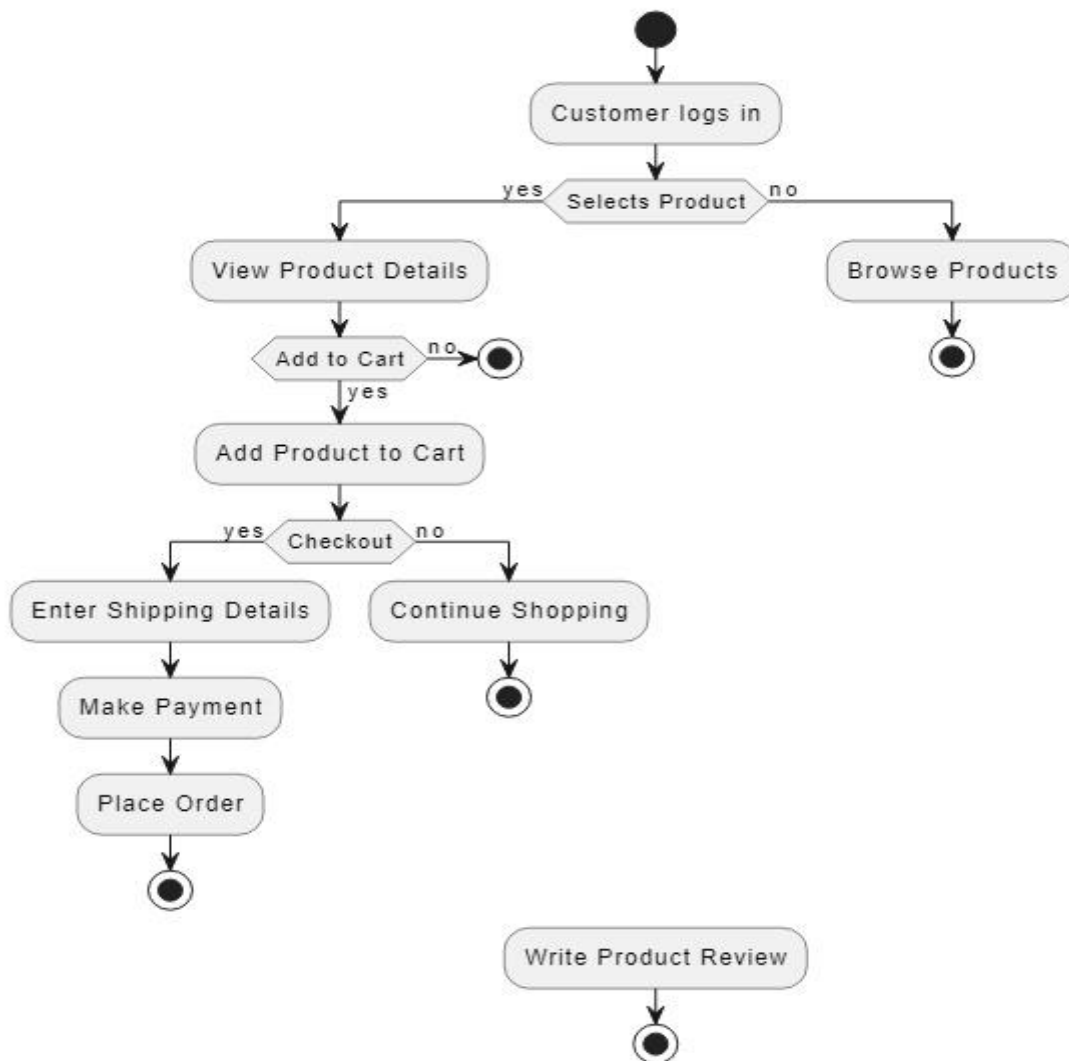 Customer logs in
yes
Selects Product
no
View Product Details
Browse Products
Add to Cart
no
yes
Add Product to Cart
yes
Checkout
no
Enter Shipping Details
Continue Shopping
Make Payment
Place Order
Write Product Review